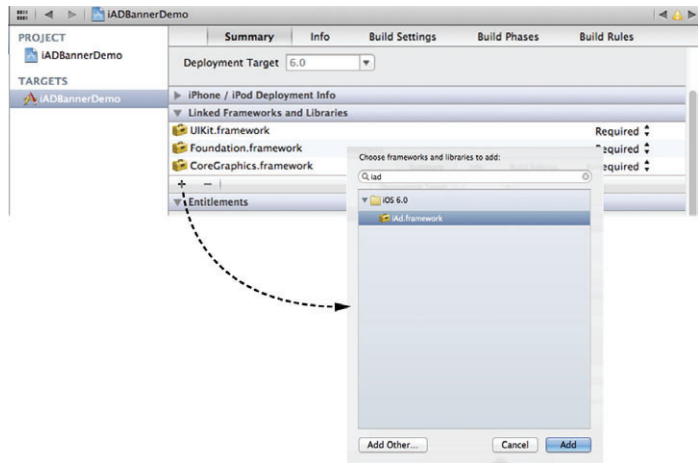 iADBannerDemo
PROJECT
iADBannerDemo
TARGETS
iADBannerDemo
Summary Info Build Settings Build Phases Build Rules
Deployment Target 6.0
iPhone / iPod Deployment Info
Linked Frameworks and Libraries
UIKit.framework Required
Foundation.framework
CoreGraphics.framework
+ −
Entitlements
Choose frameworks and libraries to add:
iad
iOS 6.0
iAd.framework
Add Other... Cancel Add